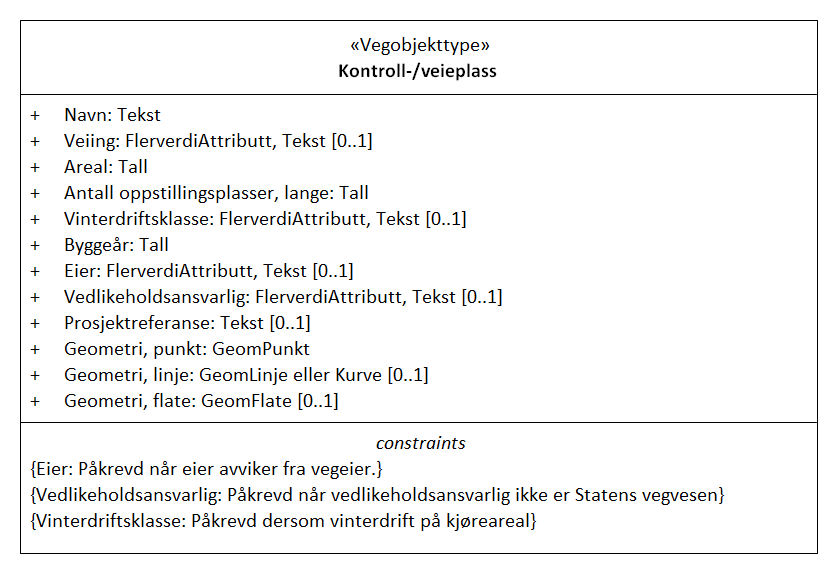 «Vegobjekttype»
Kontroll-/veieplass
+ Navn: Tekst
+ Veiing: FlerverdiAttributt, Tekst [0..1]
+ Areal: Tall
+ Antall oppstillingsplasser, lange: Tall
+ Vinterdriftsklasse: FlerverdiAttributt, Tekst [0..1]
+ Byggeår: Tall
+ Eier: FlerverdiAttributt, Tekst [0..1]
+ Vedlikeholdsansvarlig: FlerverdiAttributt, Tekst [0..1]
+ Prosjektreferanse: Tekst [0..1]
+ Geometri, punkt: GeomPunkt
+ Geometri, linje: GeomLinje eller Kurve [0..1]
+ Geometri, flate: GeomFlate [0..1]
constraints
{Eier: Påkrevd når eier avviker fra vegeier.}
{Vedlikeholdsansvarlig: Påkrevd når vedlikeholdsansvarlig ikke er Statens vegvesen}
{Vinterdriftsklasse: Påkrevd dersom vinterdrift på kjøreareal}